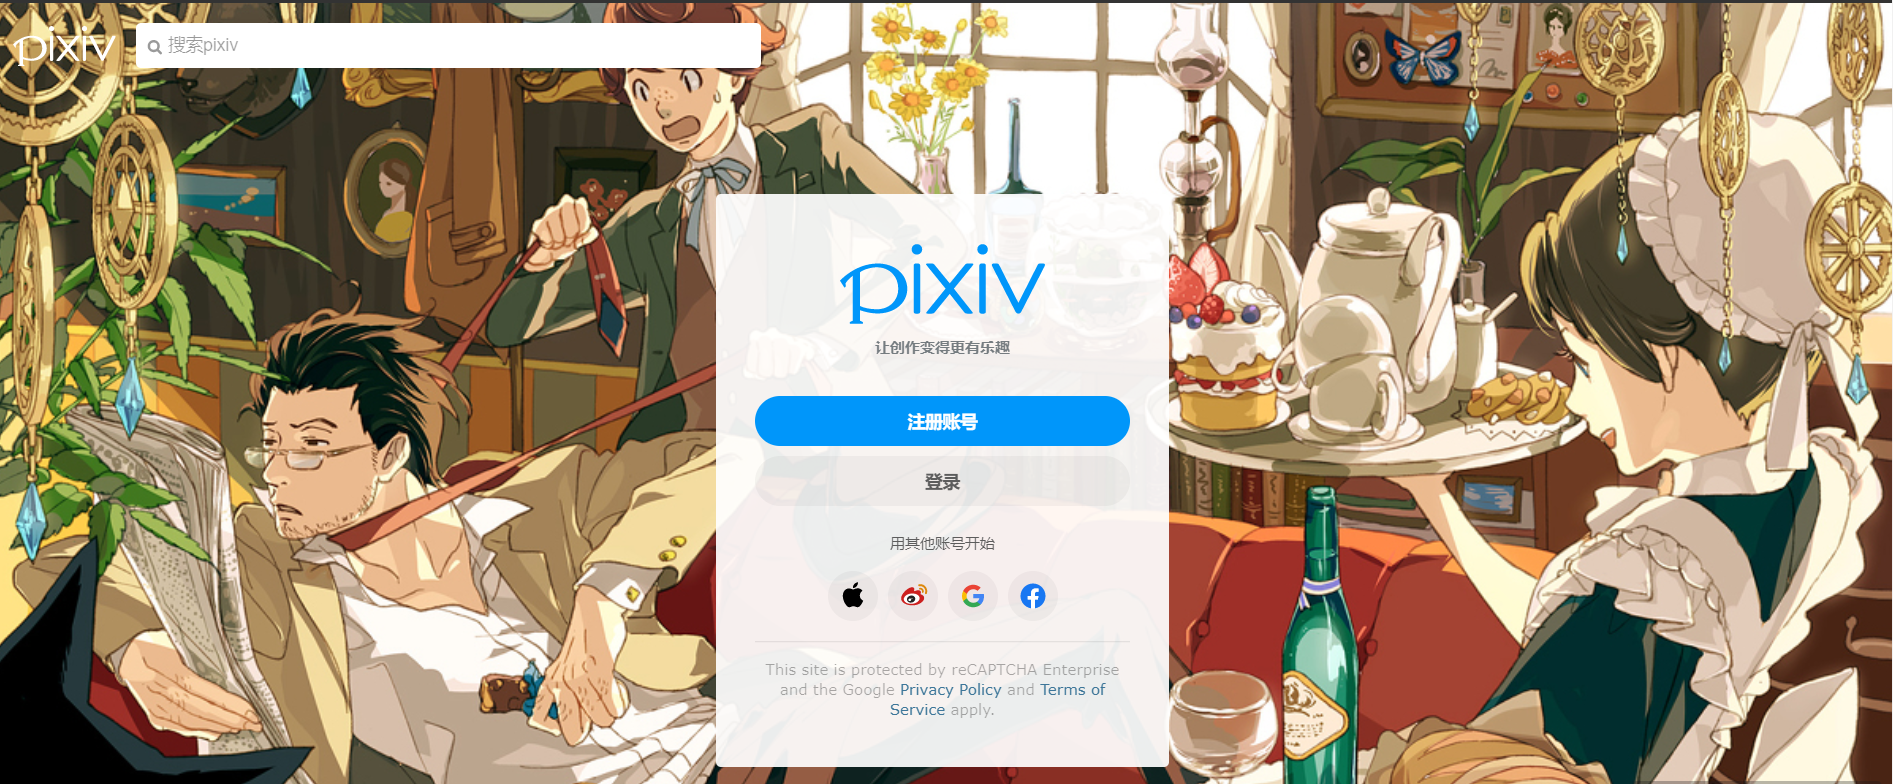 pixiv
搜索pixiv
pixiv
让创作变得更有乐趣
注册账号
登录
用其他账号开始
This site is protected by reCAPTCHA Enterprise
and the Google Privacy Policy and Terms of
Service apply.